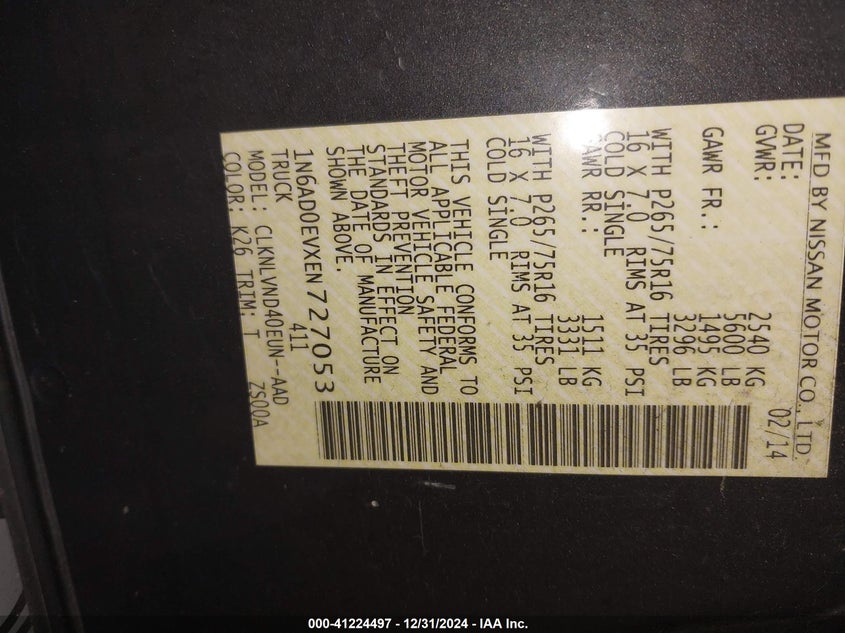 MFD BY NISSAN MOTOR CO., LTD.
DATE: 02/14
GVWR: 2540 KG
5600 LB
GAWR FR.: 1495 KG
3296 LB
WITH P265/75R16 TIRES
16 X 7.0 RIMS AT 35 PSI
COLD SINGLE
GAWR RR.: 1511 KG
3331 LB
WITH P265/75R16 TIRES
16 X 7.0 RIMS AT 35 PSI
COLD SINGLE
THIS VEHICLE CONFORMS TO
ALL APPLICABLE FEDERAL
MOTOR VEHICLE SAFETY AND
THEFT PREVENTION
STANDARDS IN EFFECT ON
THE DATE OF MANUFACTURE
SHOWN ABOVE.
1N6AD0EVXEN727053
TRUCK 411
MODEL: CLKNLVND40EUN--AAD
COLOR: K26 TRIM: T ZS00A
000-41224497 - 12/31/2024 - IAA Inc.